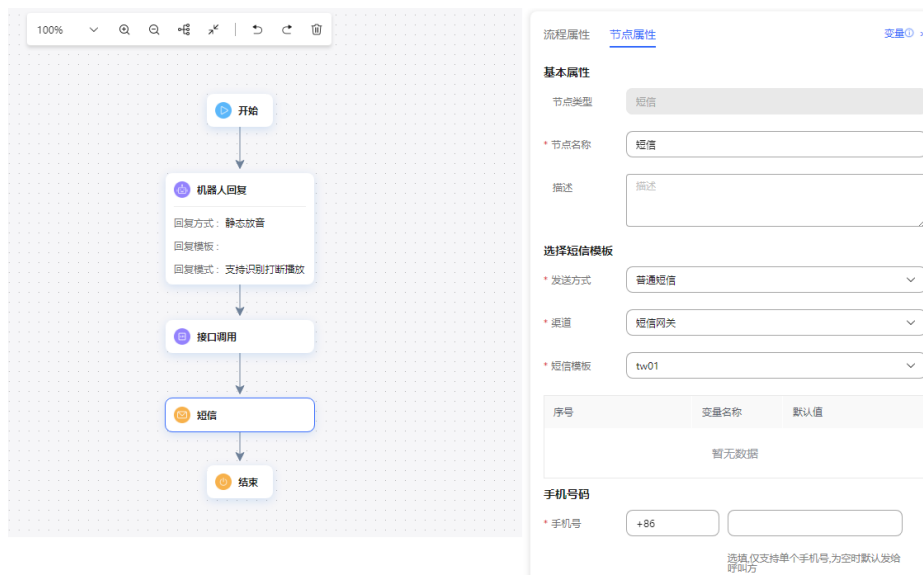 100%
开始
机器人回复
回复方式： 静态放音
回复模板：
回复模式： 支持识别打断播放
接口调用
短信
结束
流程属性 节点属性 变量
基本属性
节点类型 短信
* 节点名称 短信
描述 描述
选择短信模板
* 发送方式 普通短信
* 渠道 短信网关
* 短信模板 tw01
序号 变量名称 默认值
暂无数据
手机号码
* 手机号 +86
选填,仅支持单个手机号,为空时默认发给
呼叫方